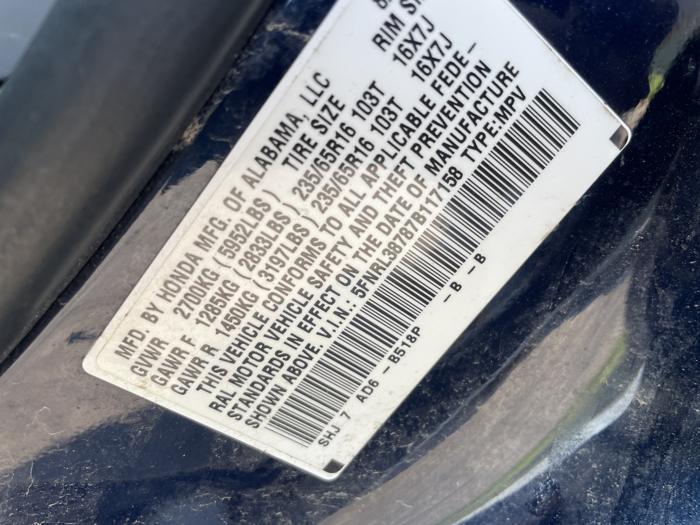 MFD. BY HONDA MFG. OF ALABAMA, LLC
GVWR 2700KG ( 5952LBS ) TIRE SIZE RIM
GAWR F 1285KG ( 2833LBS ) 235/65R16 103T 16X7J
GAWR R 1450KG ( 3197LBS ) 235/65R16 103T 16X7J
THIS VEHICLE CONFORMS TO ALL APPLICABLE FEDE-
RAL MOTOR VEHICLE SAFETY AND THEFT PREVENTION
STANDARDS IN EFFECT ON THE DATE OF MANUFACTURE
SHOWN ABOVE. V.I.N: 5FNRL38787B117158 TYPE:MPV
SHJ 7 AD6 - B518P - B - B